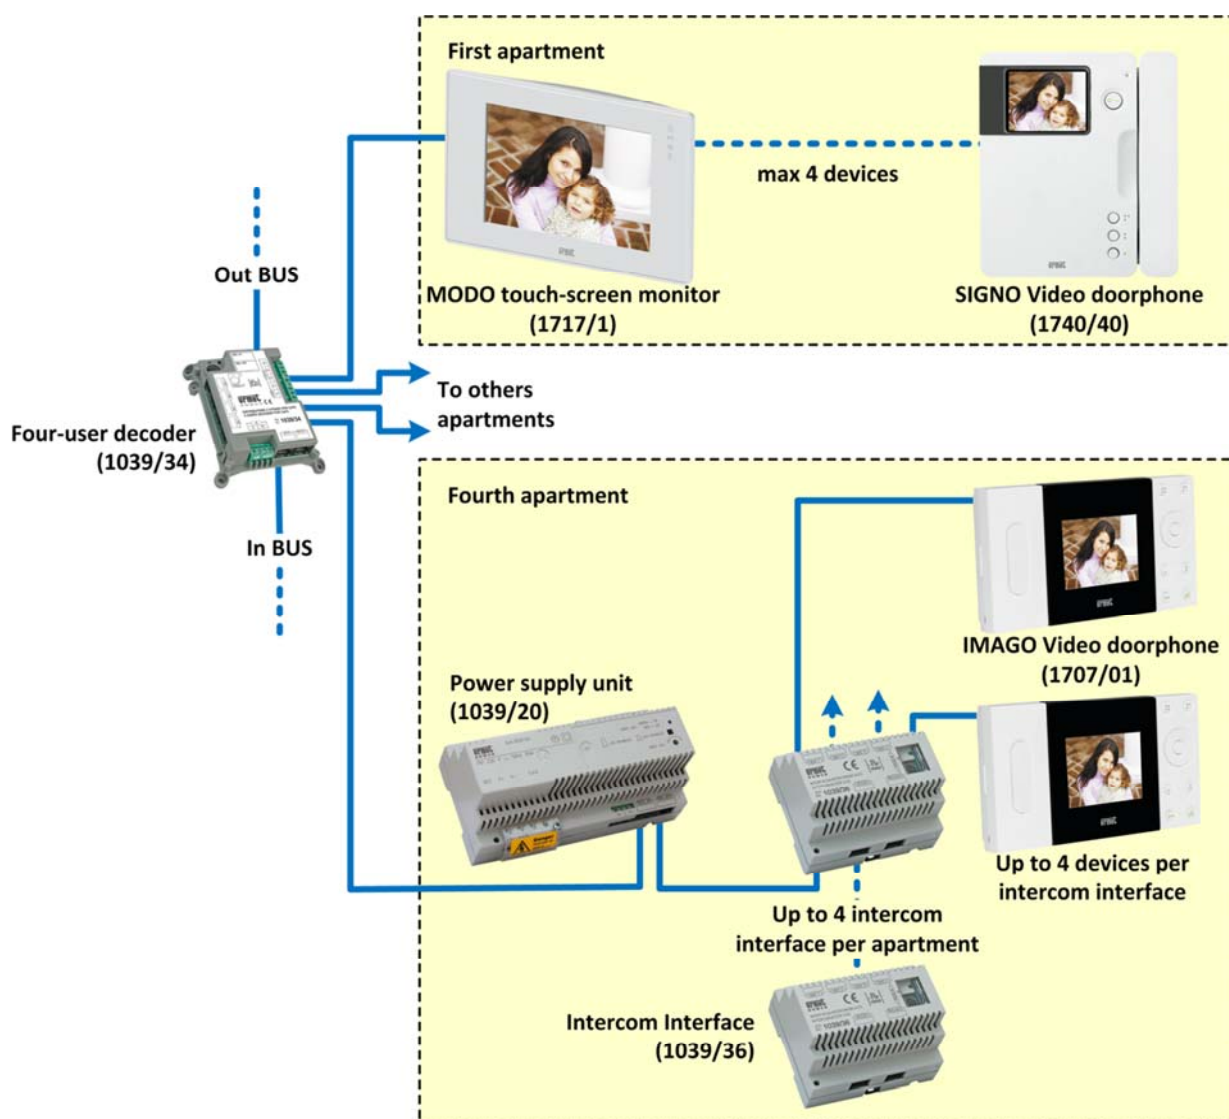 First apartment
max 4 devices
MODO touch-screen monitor
(1717/1)
SIGNO Video doorphone
(1740/40)
Out BUS
To others
apartments
Four-user decoder
(1039/34)
In BUS
Fourth apartment
IMAGO Video doorphone
(1707/01)
Power supply unit
(1039/20)
Up to 4 devices per
intercom interface
Up to 4 intercom
interface per apartment
Intercom Interface
(1039/36)